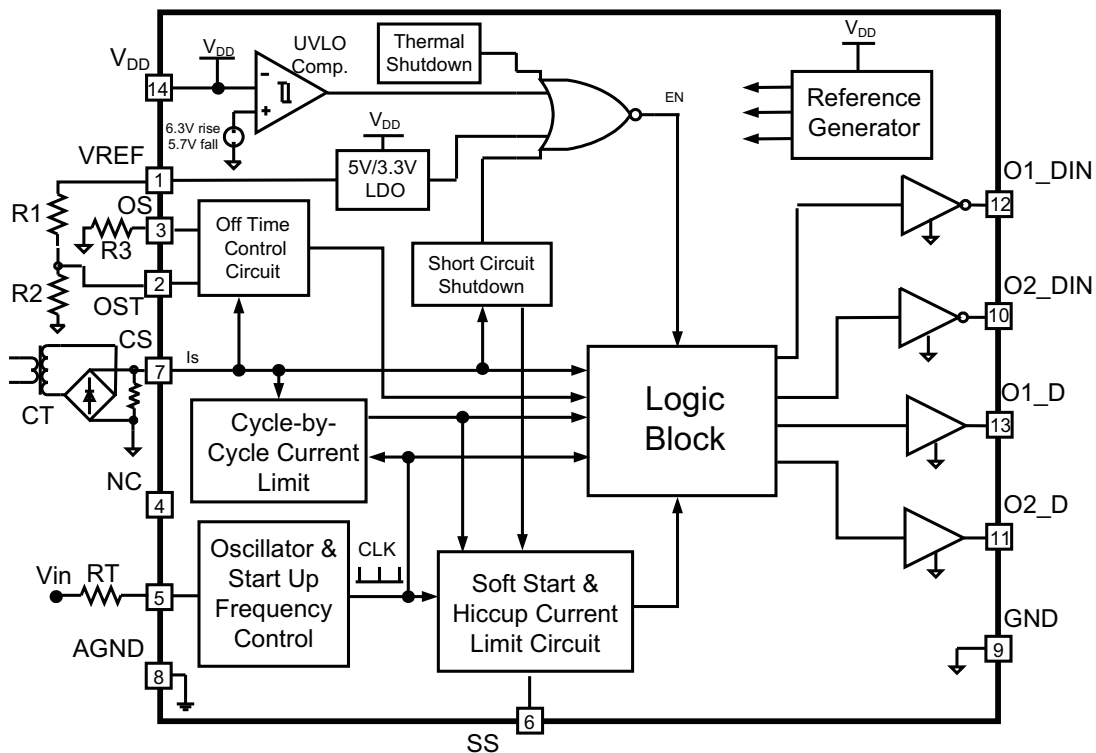 V_DD
14
V_DD
UVLO
Comp.
6.3V rise
5.7V fall
Thermal
Shutdown
EN
V_DD
Reference
Generator
VREF
1
V_DD
5V/3.3V
LDO
R1
OS
3
R3
R2
2
OST
Off Time
Control
Circuit
Short Circuit
Shutdown
O1_DIN
12
O2_DIN
10
CS
7
Is
CT
Cycle-by-
Cycle Current
Limit
Logic
Block
O1_D
13
NC
4
O2_D
11
Vin
RT
5
Oscillator &
Start Up
Frequency
Control
CLK
Soft Start &
Hiccup Current
Limit Circuit
AGND
8
GND
9
6
SS